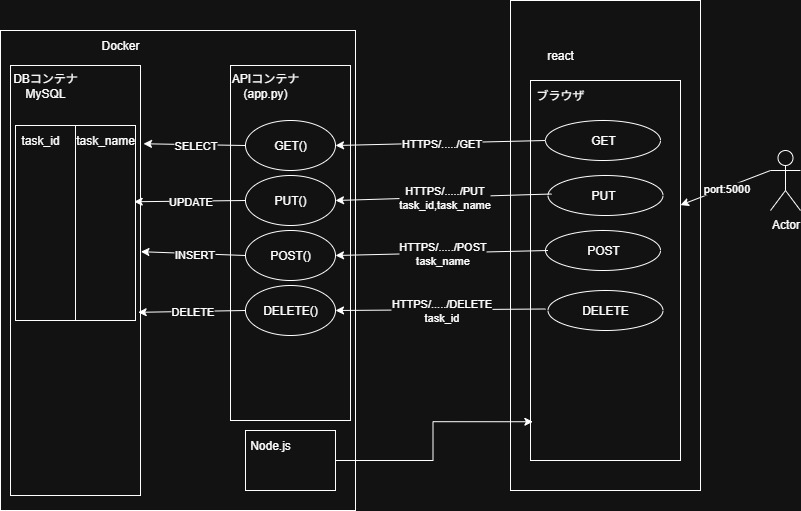 Docker
react
DBコンテナ
MySQL
APIコンテナ
(app.py)
ブラウザ
task_id
task_name
SELECT
GET()
HTTPS/...../GET
GET
UPDATE
PUT()
HTTPS/...../PUT
task_id,task_name
PUT
port:5000
Actor
INSERT
POST()
HTTPS/...../POST
task_name
POST
DELETE
DELETE()
HTTPS/...../DELETE
task_id
DELETE
Node.js